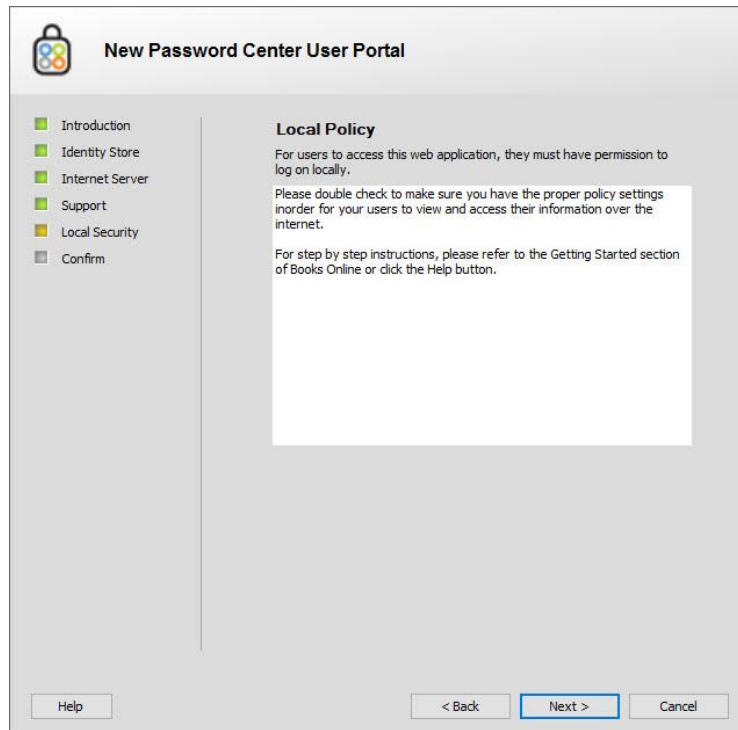 New Password Center User Portal
Introduction
Identity Store
Internet Server
Support
Local Security
Confirm
Local Policy
For users to access this web application, they must have permission to
log on locally.
Please double check to make sure you have the proper policy settings
inorder for your users to view and access their information over the
internet.
For step by step instructions, please refer to the Getting Started section
of Books Online or click the Help button.
Help
< Back
Next >
Cancel